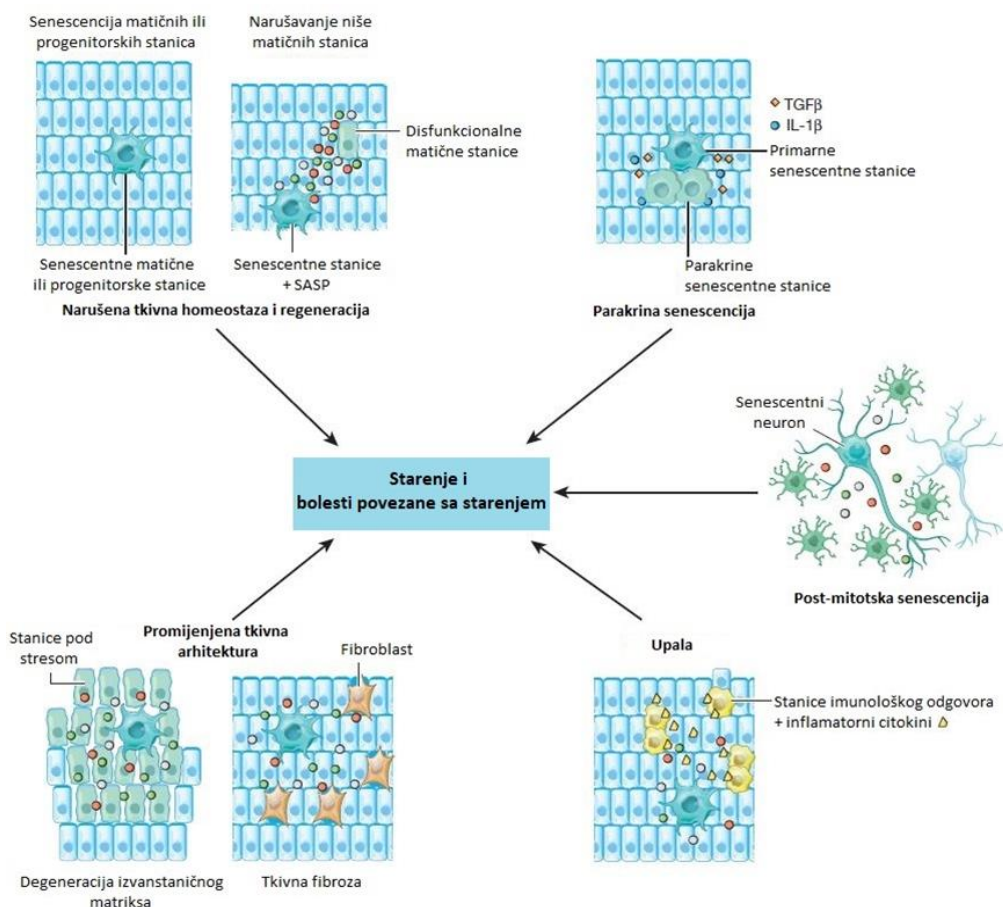 Senescencija matičnih ili
progenitorskih stanica
Narušavanje niše
matičnih stanica
Disfunkcionalne
matične stanice
Senescentne matične
ili progenitorske stanice
Senescentne stanice
+ SASP
Narušena tkivna homeostaza i regeneracija
TGFβ
IL-1β
Primarne
senescentne stanice
Parakrine
senescentne stanice
Parakrina senescencija
Senescentni
neuron
Post-mitotska senescencija
Starenje i
bolesti povezane sa starenjem
Promijenjena tkivna
arhitektura
Stanice pod
stresom
Fibroblast
Degeneracija izvanstaničnog
matriksa
Tkivna fibroza
Upala
Stanice imunološkog odgovora
+ inflamatorni citokini